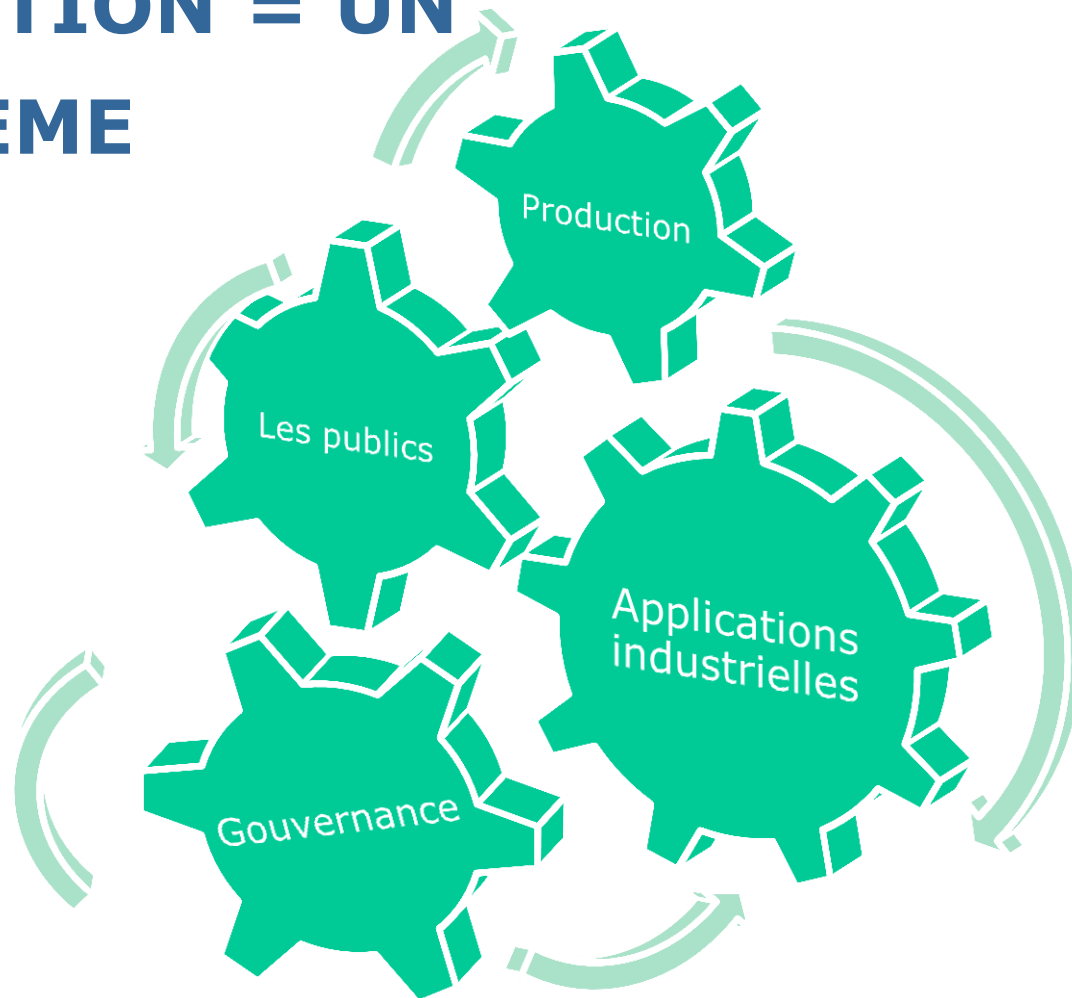 TION = UN
EME
Production
Les publics
Applications
industrielles
Gouvernance